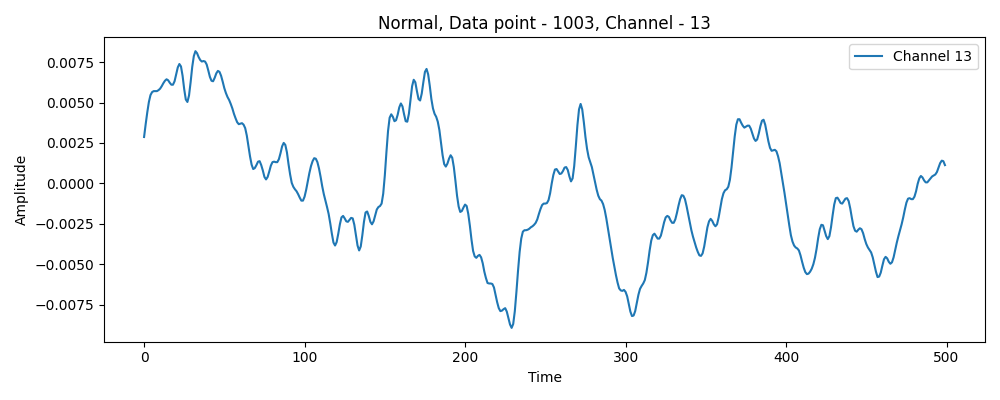 Normal, Data point - 1003, Channel - 13
Channel 13
0.0075
0.0050
0.0025
0.0000
−0.0025
−0.0050
−0.0075
Amplitude
0 100 200 300 400 500
Time